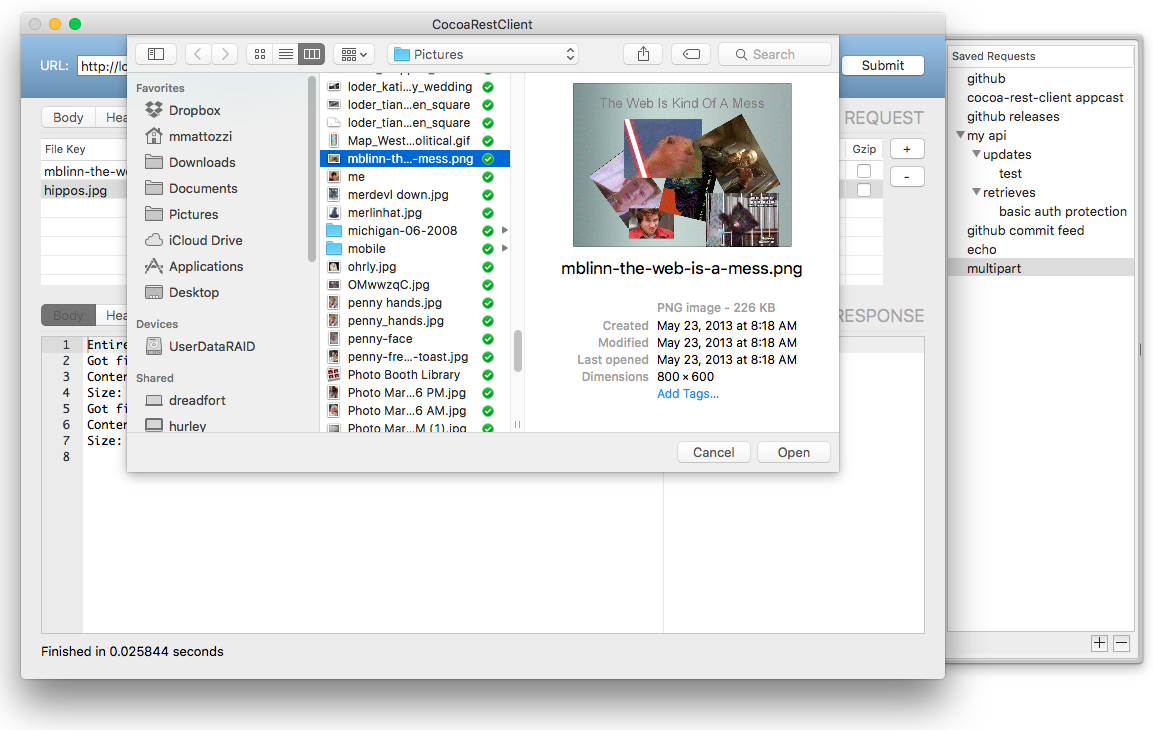 CocoaRestClient
URL:
http://lo
Submit
Pictures
Search
Body
Hea
REQUEST
File Key
Gzip
+
mblinn-the-we
hippos.jpg
-
Favorites
Dropbox
mmattozzi
Downloads
Documents
Pictures
iCloud Drive
Applications
Desktop
Devices
UserDataRAID
Shared
dreadfort
hurley
loder_kati...y_wedding
loder_tian...en_square
loder_tian...en_square
Map_West...olitical.gif
mblinn-th...-mess.png
me
merdevl down.jpg
merlinhat.jpg
michigan-06-2008
mobile
ohrly.jpg
OMwwzqC.jpg
penny hands.jpg
penny_hands.jpg
penny-face
penny-fre...-toast.jpg
Photo Booth Library
Photo Mar...6 PM.jpg
Photo Mar...6 AM.jpg
Photo Mar...M (1).jpg
The Web Is Kind Of A Mess
mblinn-the-web-is-a-mess.png
PNG image - 226 KB
Created May 23, 2013 at 8:18 AM
Modified May 23, 2013 at 8:18 AM
Last opened May 23, 2013 at 8:18 AM
Dimensions 800 × 600
Add Tags...
Cancel
Open
Body
Hea
RESPONSE
1 Entire
2 Got fi
3 Conten
4 Size:
5 Got fi
6 Conten
7 Size:
8
Finished in 0.025844 seconds
Saved Requests
github
cocoa-rest-client appcast
github releases
my api
updates
test
retrieves
basic auth protection
github commit feed
echo
multipart